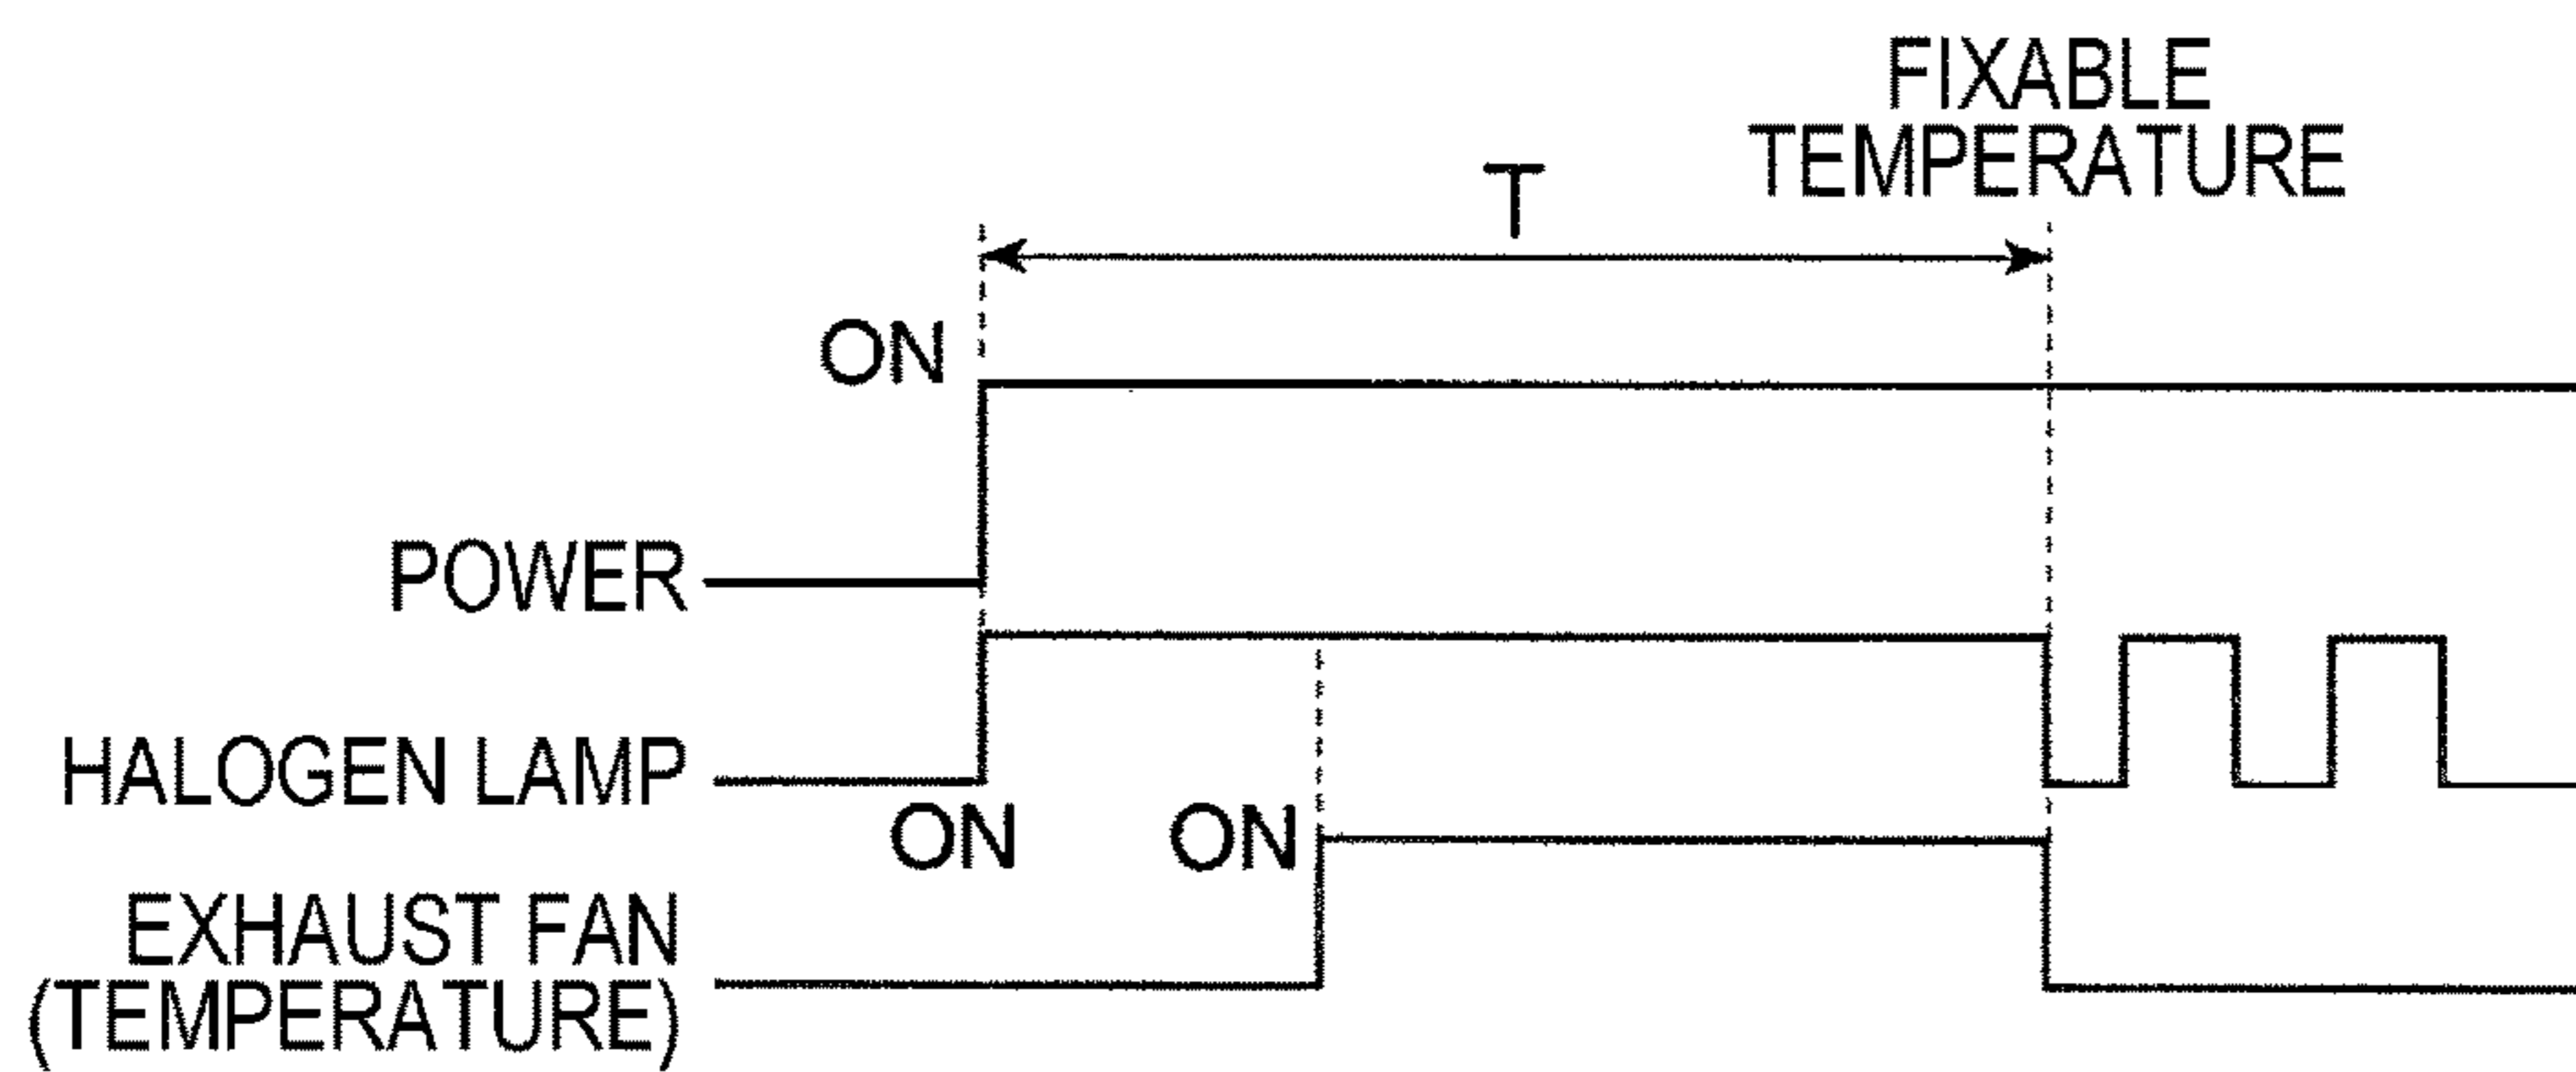 FIXABLE
TEMPERATURE
T
ON
POWER
HALOGEN LAMP
ON
ON
EXHAUST FAN
(TEMPERATURE)